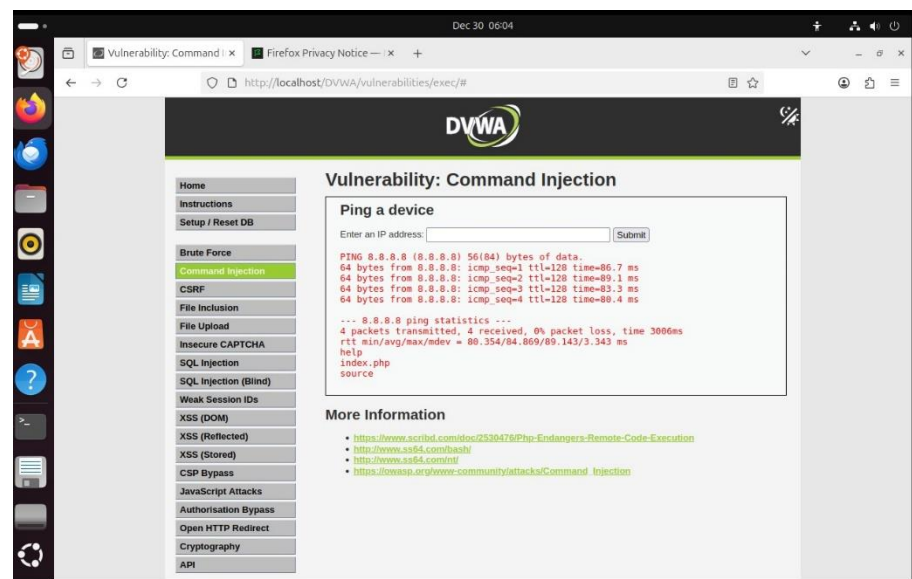 Dec 30 06:04
Vulnerability: Command I
Firefox Privacy Notice —
http://localhost/DVWA/vulnerabilities/exec/#
DVWA
Home
Instructions
Setup / Reset DB
Brute Force
Command Injection
CSRF
File Inclusion
File Upload
Insecure CAPTCHA
SQL Injection
SQL Injection (Blind)
Weak Session IDs
XSS (DOM)
XSS (Reflected)
XSS (Stored)
CSP Bypass
JavaScript Attacks
Authorisation Bypass
Open HTTP Redirect
Cryptography
API
Vulnerability: Command Injection
Ping a device
Enter an IP address:
Submit
PING 8.8.8.8 (8.8.8.8) 56(84) bytes of data.
64 bytes from 8.8.8.8: icmp_seq=1 ttl=128 time=86.7 ms
64 bytes from 8.8.8.8: icmp_seq=2 ttl=128 time=89.1 ms
64 bytes from 8.8.8.8: icmp_seq=3 ttl=128 time=83.3 ms
64 bytes from 8.8.8.8: icmp_seq=4 ttl=128 time=80.4 ms
--- 8.8.8.8 ping statistics ---
4 packets transmitted, 4 received, 0% packet loss, time 3006ms
rtt min/avg/max/mdev = 80.354/84.869/89.143/3.343 ms
help
index.php
source
More Information
https://www.scribd.com/doc/2530476/Php-Endangers-Remote-Code-Execution
http://www.ss64.com/bash/
http://www.ss64.com/nt/
https://owasp.org/www-community/attacks/Command_Injection